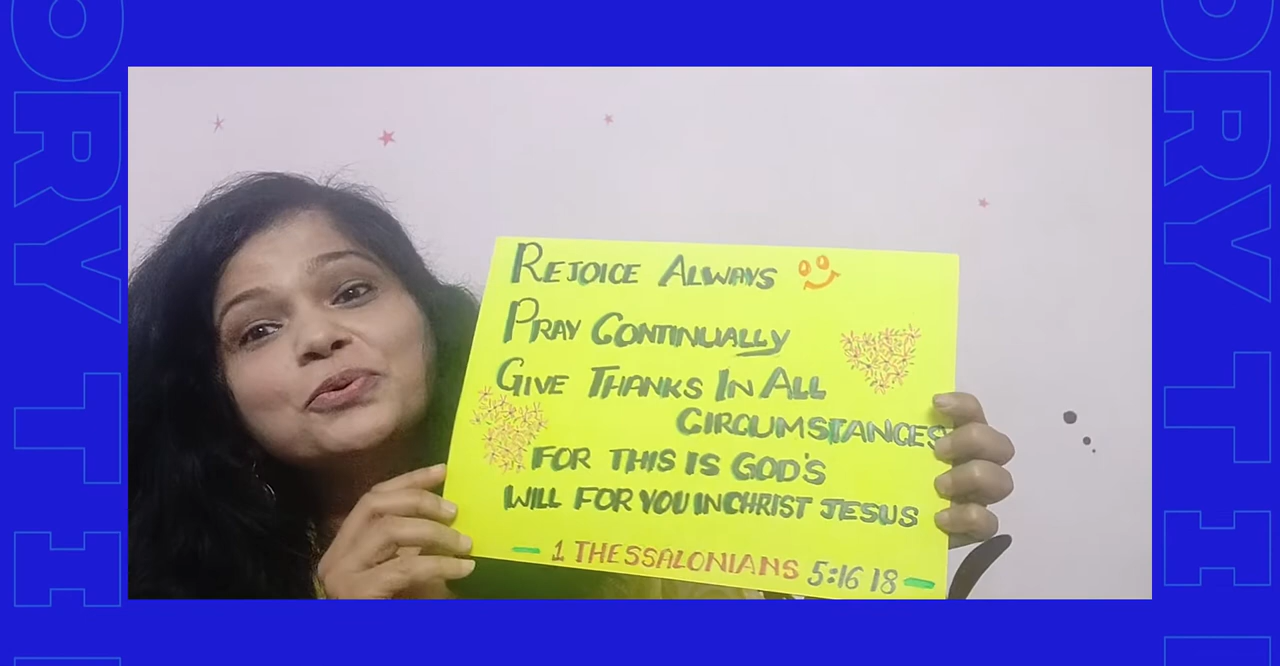 REJOICE ALWAYS
PRAY CONTINUALLY
GIVE THANKS IN ALL
CIRCUMSTANCES
FOR THIS IS GOD'S
WILL FOR YOU IN CHRIST JESUS
- 1 THESSALONIANS 5:16 18 -